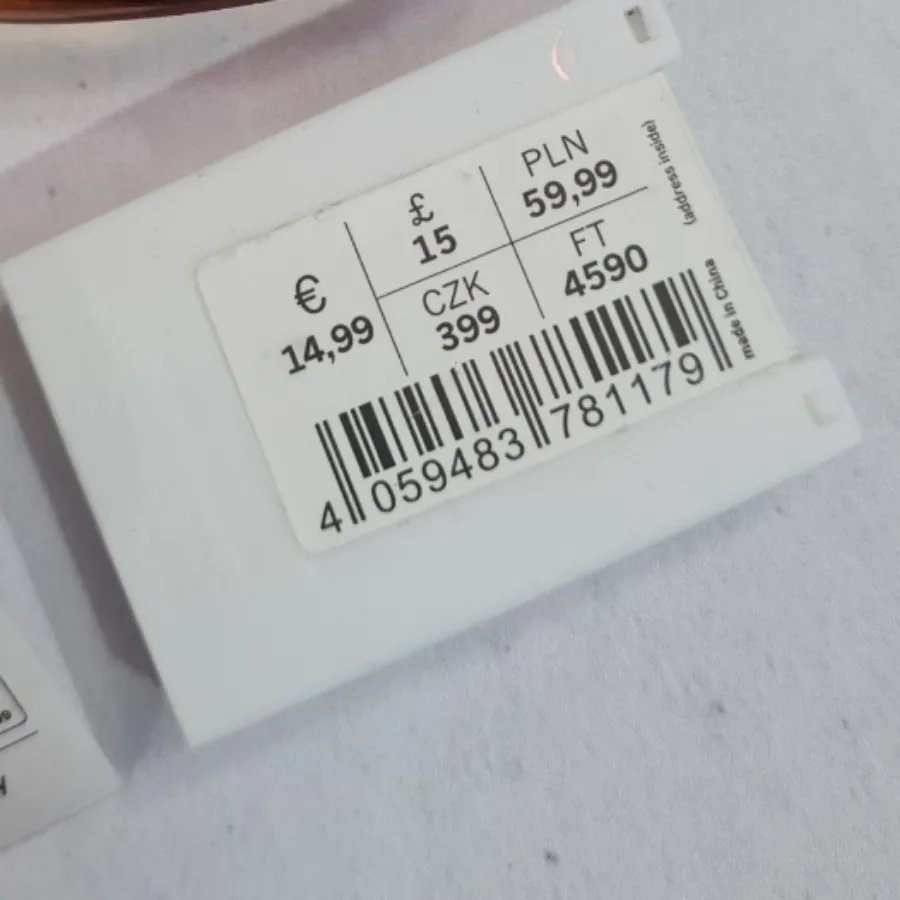 €
14,99
£
15
PLN
59,99
CZK
399
FT
4590
(address inside)
made in China
4 059483 781179